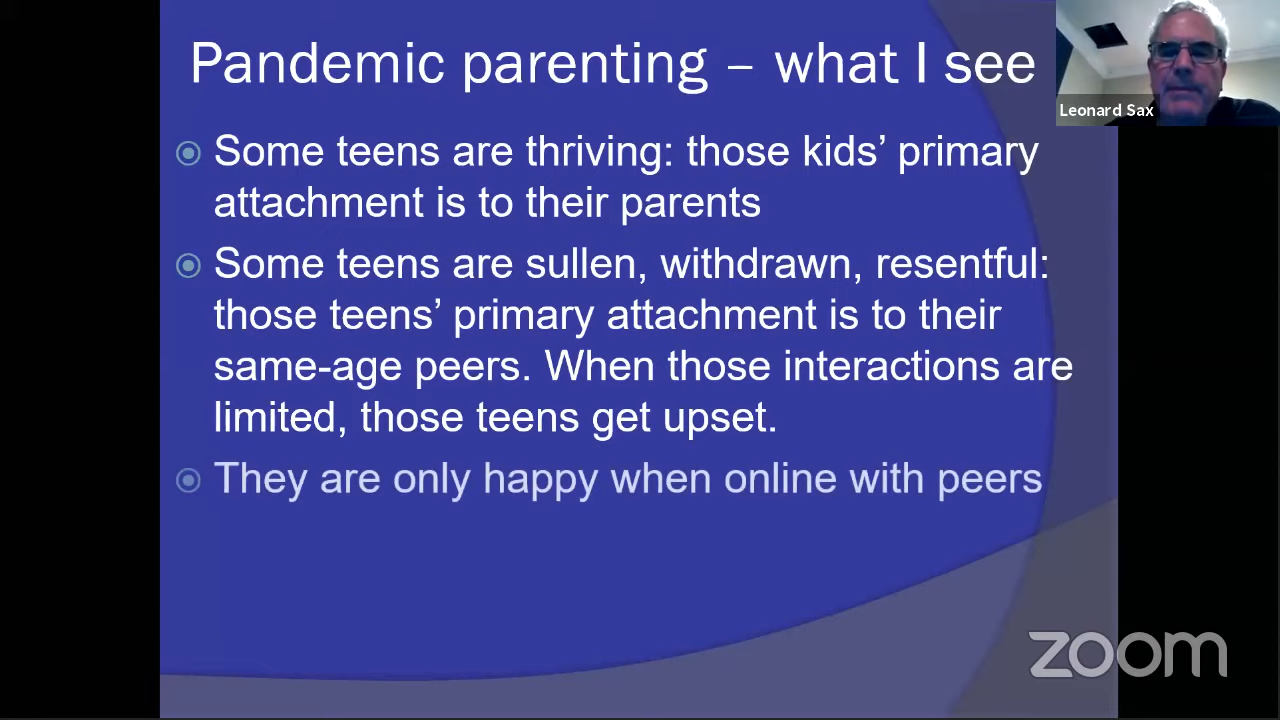 Pandemic parenting – what I see
Leonard Sax
Some teens are thriving: those kids’ primary
attachment is to their parents
Some teens are sullen, withdrawn, resentful:
those teens’ primary attachment is to their
same-age peers. When those interactions are
limited, those teens get upset.
They are only happy when online with peers
zoom